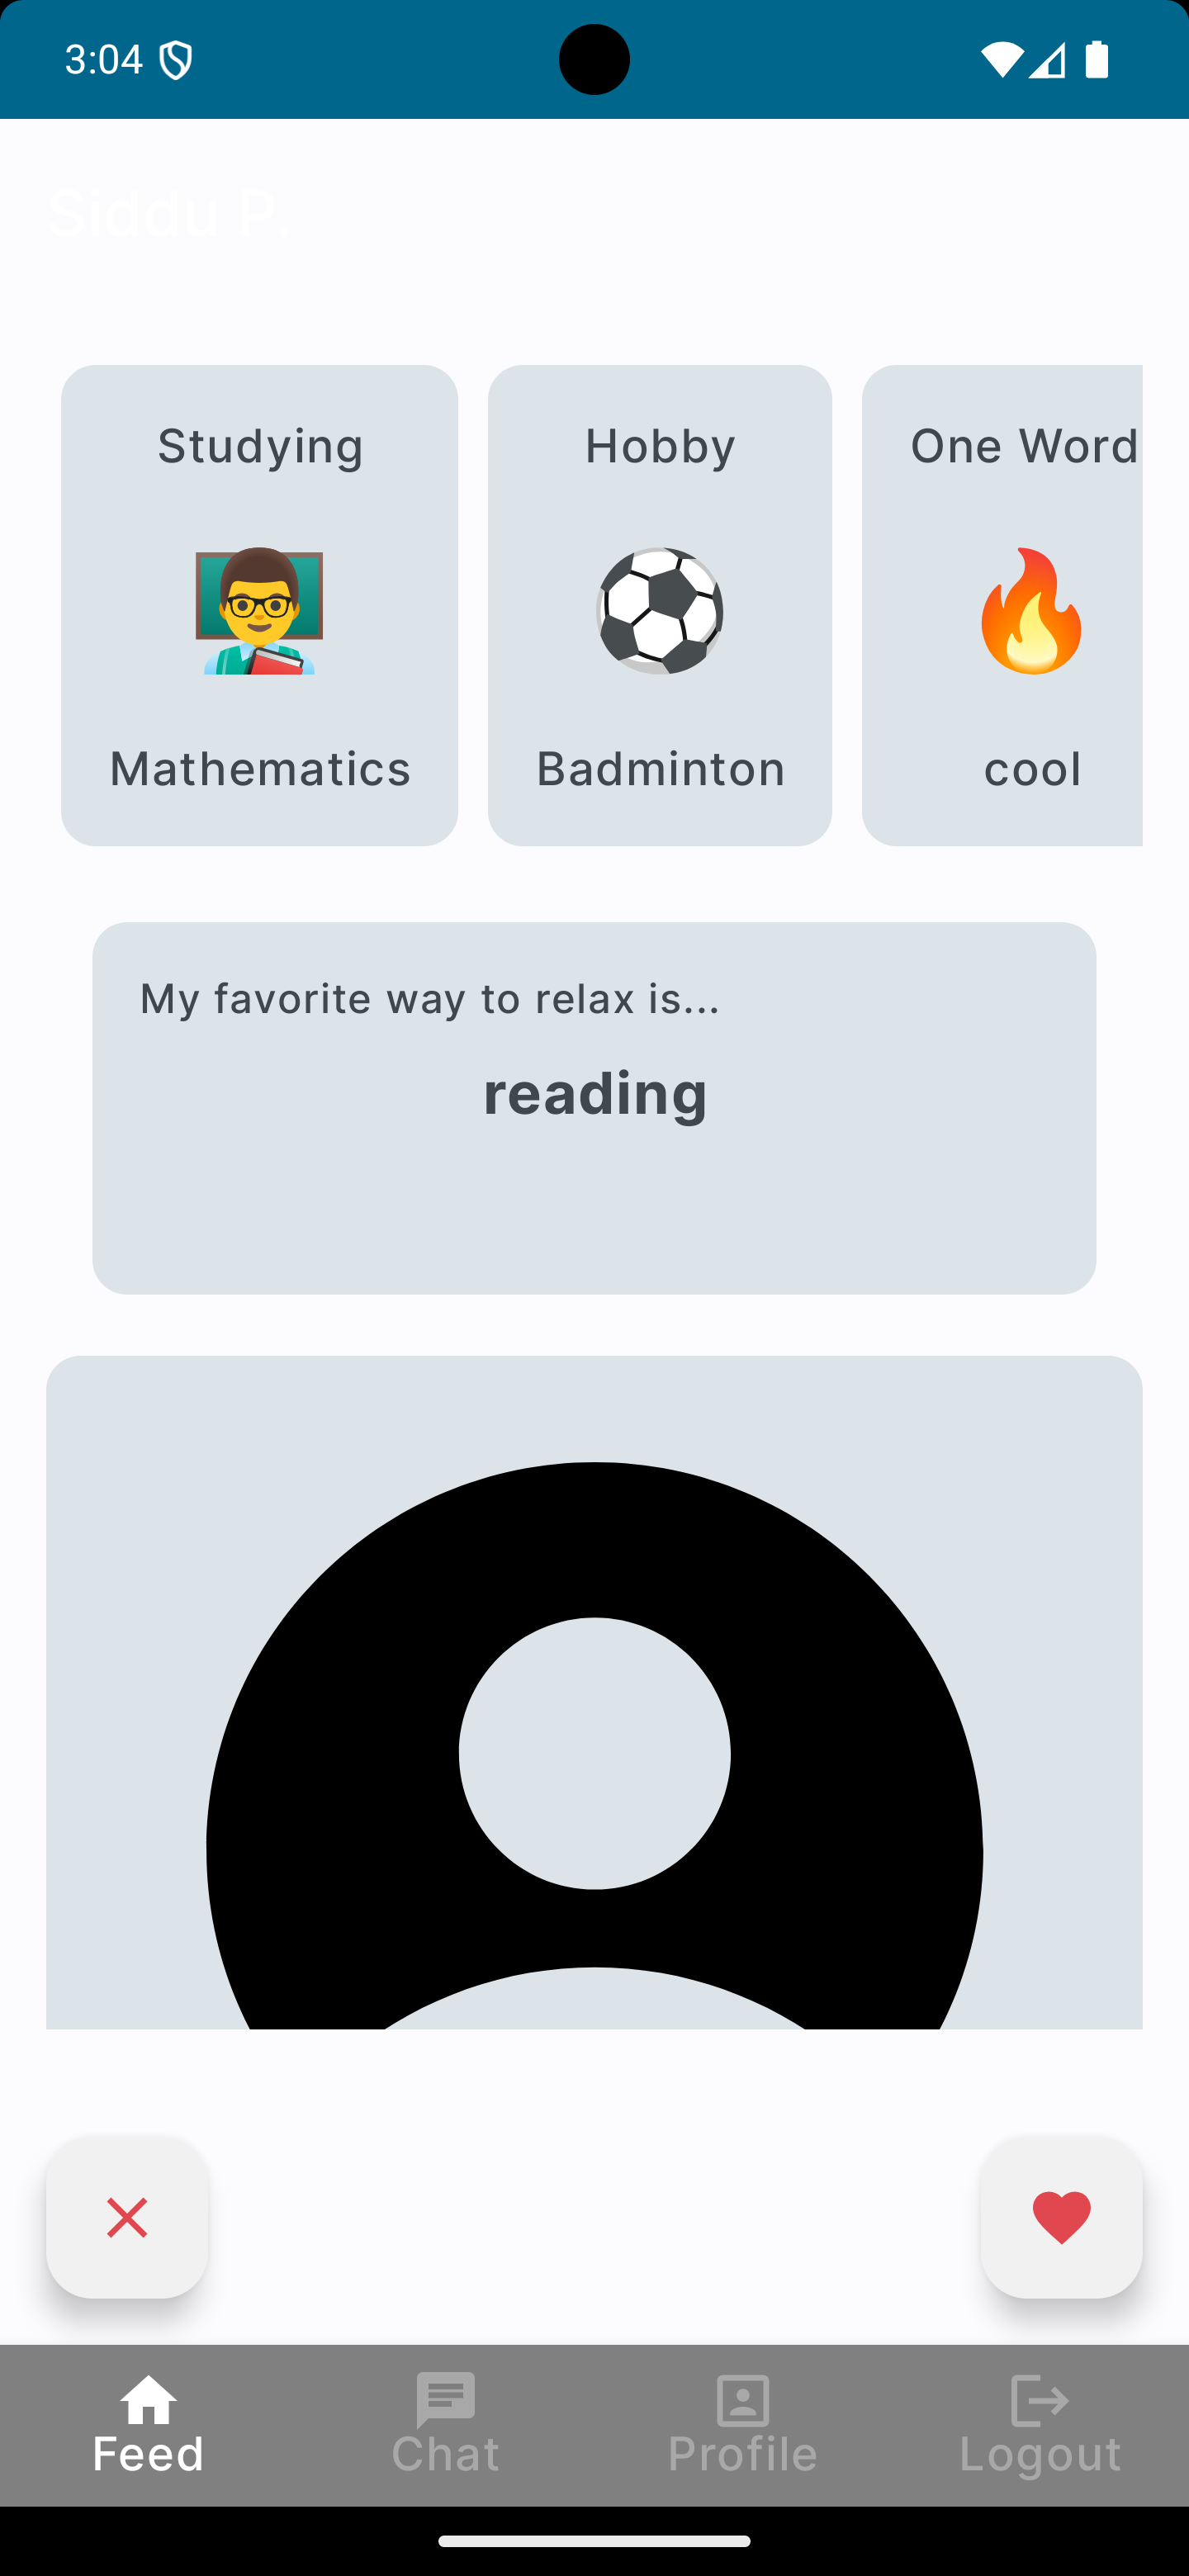 3:04
Siddu P.
Studying
Hobby
One Word
Mathematics
Badminton
cool
My favorite way to relax is...
reading
Feed
Chat
Profile
Logout